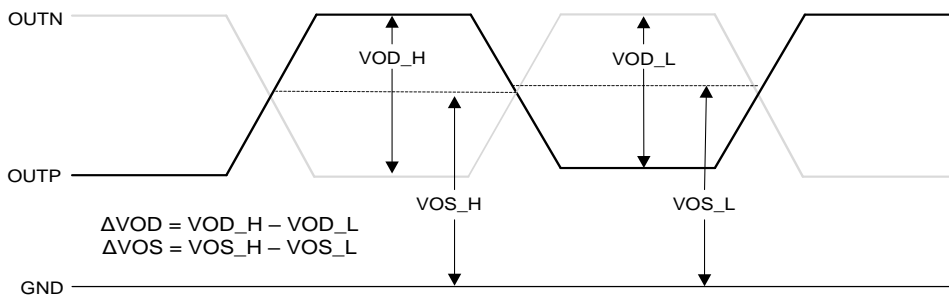 OUTN
VOD_H
VOD_L
OUTP
VOS_H
VOS_L
ΔVOD = VOD_H – VOD_L
ΔVOS = VOS_H – VOS_L
GND